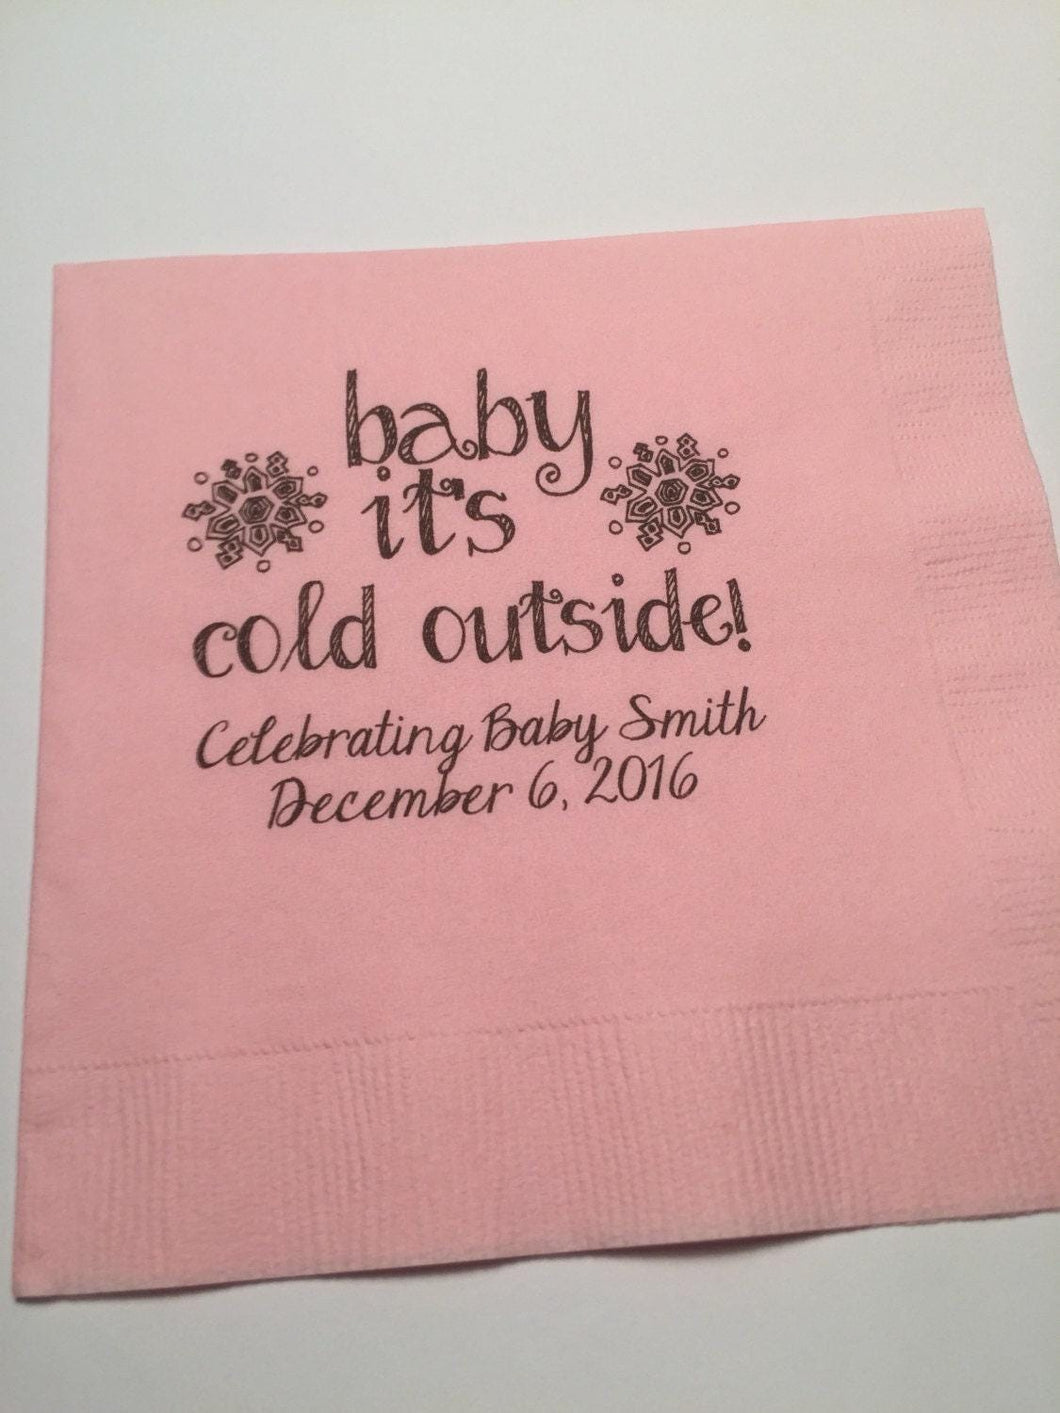 baby
it's
cold outside!
Celebrating Baby Smith
December 6, 2016